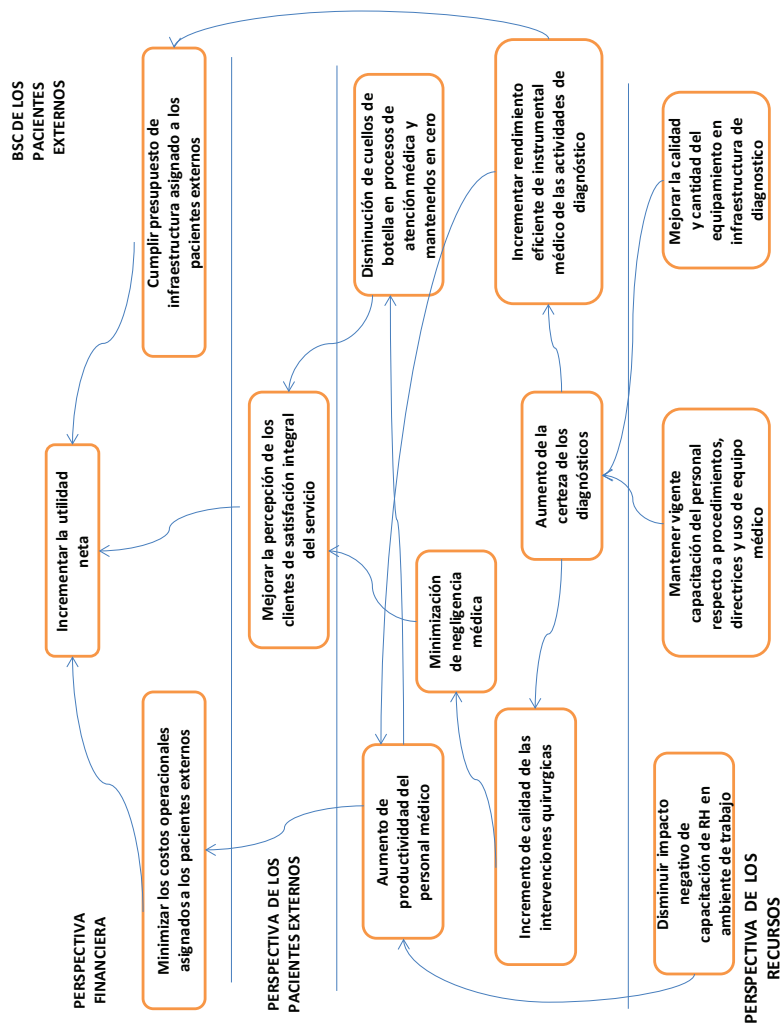 BSC DE LOS
PACIENTES
EXTERNOS
PERSPECTIVA
FINANCIERA
Incrementar la utilidad
neta
Minimizar los costos operacionales
asignados a los pacientes externos
Cumplir presupuesto de
infraestructura asignado a los
pacientes externos
PERSPECTIVA DE LOS
PACIENTES EXTERNOS
Mejorar la percepción de los
clientes de satisfacción integral
del servicio
Aumento de
productividdad del
personal médico
Minimización
de negligencia
médica
Disminución de cuellos de
botella en procesos de
atención médica y
mantenerlos en cero
Incremento de calidad de las
intervenciones quirurgicas
Aumento de la
certeza de los
diagnósticos
Incrementar rendimiento
eficiente de instrumental
médico de las actividades de
diagnóstico
PERSPECTIVA DE LOS
RECURSOS
Disminuir impacto
negativo de
capacitación de RH en
ambiente de trabajo
Mantener vigente
capacitación del personal
respecto a procedimientos,
directrices y uso de equipo
médico
Mejorar la calidad
y cantidad del
equipamiento en
infraestructura de
diagnostico